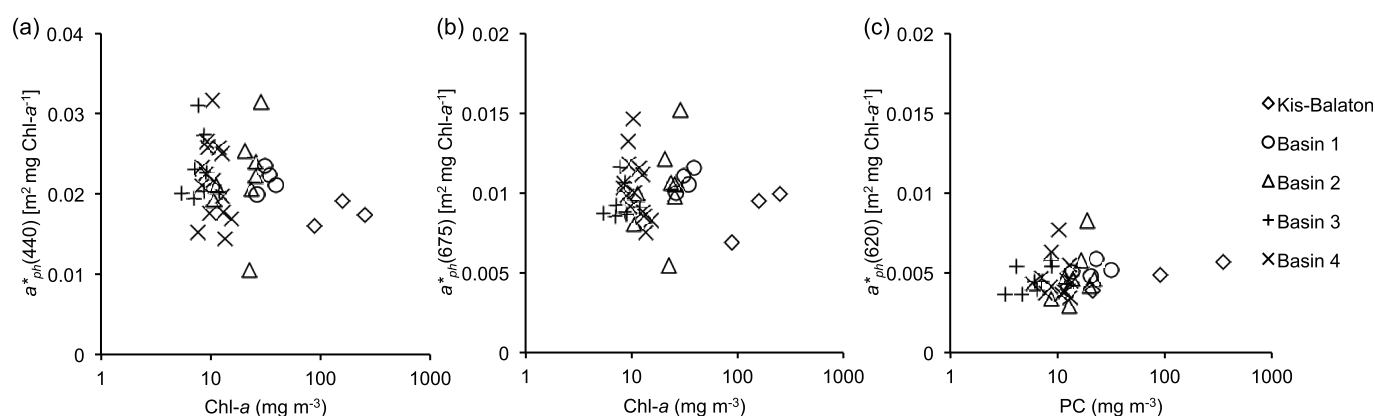 (a)
a*ph(440) [m² mg Chl-a⁻¹]
0.04
0.03
0.02
0.01
0
1
10
100
1000
Chl-a (mg m⁻³)
(b)
a*ph(675) [m² mg Chl-a⁻¹]
0.02
0.015
0.01
0.005
0
1
10
100
1000
Chl-a (mg m⁻³)
(c)
a*ph(620) [m² mg Chl-a⁻¹]
0.02
0.015
0.01
0.005
0
1
10
100
1000
PC (mg m⁻³)
Kis-Balaton
Basin 1
Basin 2
Basin 3
Basin 4